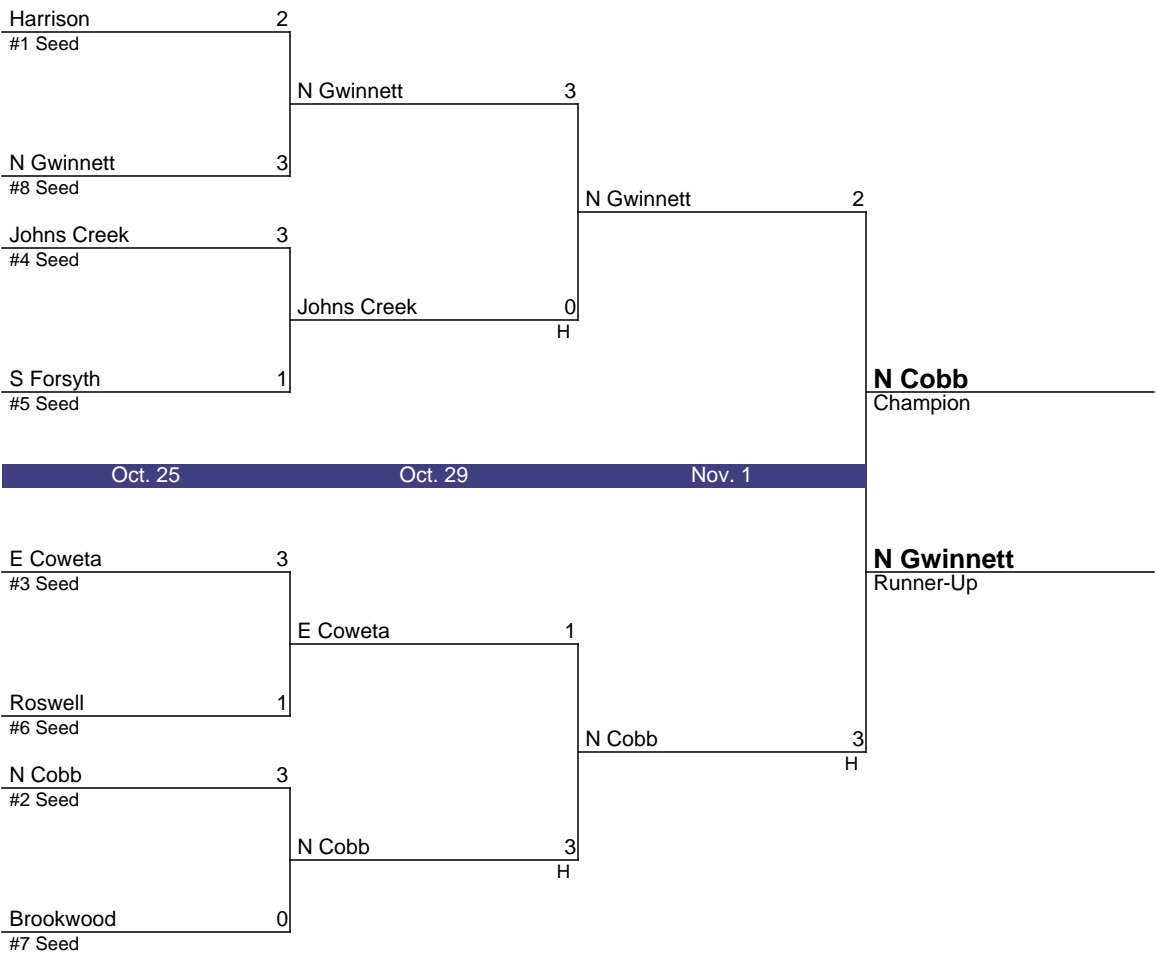 Harrison 2
#1 Seed
N Gwinnett 3
N Gwinnett 3
#8 Seed
N Gwinnett 2
Johns Creek 3
#4 Seed
Johns Creek 0
H
S Forsyth 1
#5 Seed
N Cobb
Champion
Oct. 25 Oct. 29 Nov. 1
E Coweta 3
#3 Seed
N Gwinnett
Runner-Up
E Coweta 1
Roswell 1
#6 Seed
N Cobb 3
H
N Cobb 3
#2 Seed
N Cobb 3
H
Brookwood 0
#7 Seed